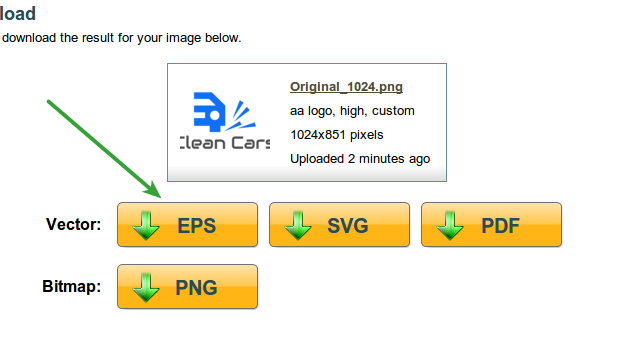 load
download the result for your image below.
Original_1024.png
aa logo, high, custom
1024x851 pixels
Uploaded 2 minutes ago
Clean Cars
Vector: EPS SVG PDF
Bitmap: PNG